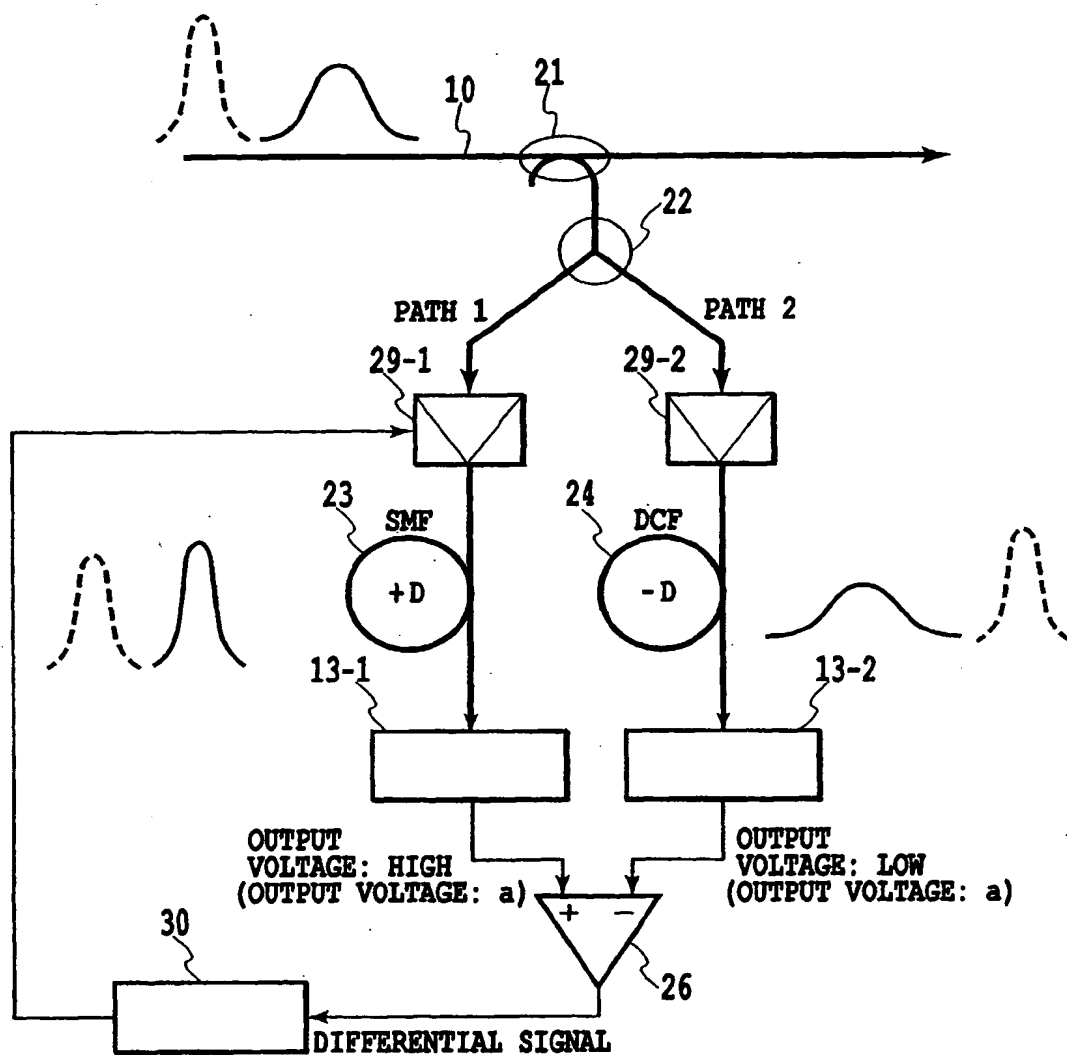 21
10
22
PATH 1
PATH 2
29-1
29-2
23
SMF
+D
24
DCF
-D
13-1
13-2
OUTPUT
VOLTAGE: HIGH
(OUTPUT VOLTAGE: a)
OUTPUT
VOLTAGE: LOW
(OUTPUT VOLTAGE: a)
+ -
26
30
DIFFERENTIAL SIGNAL